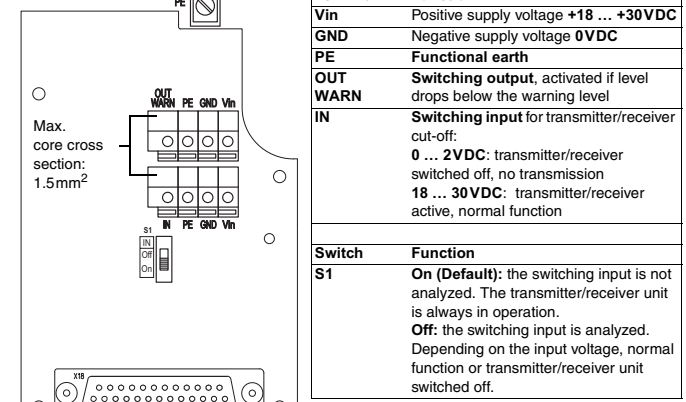 PE
OUT
WARN PE GND Vin
Max.
core cross
section:
1.5mm2
IN PE GND Vin
S1
IN
Off
On
X18
Vin Positive supply voltage +18 … +30VDC
GND Negative supply voltage 0VDC
PE Functional earth
OUT WARN Switching output, activated if level
drops below the warning level
IN Switching input for transmitter/receiver
cut-off:
0 … 2VDC: transmitter/receiver
switched off, no transmission
18 … 30VDC: transmitter/receiver
active, normal function
Switch Function
S1 On (Default): the switching input is not
analyzed. The transmitter/receiver unit
is always in operation.
Off: the switching input is analyzed.
Depending on the input voltage, normal
function or transmitter/receiver unit
switched off.